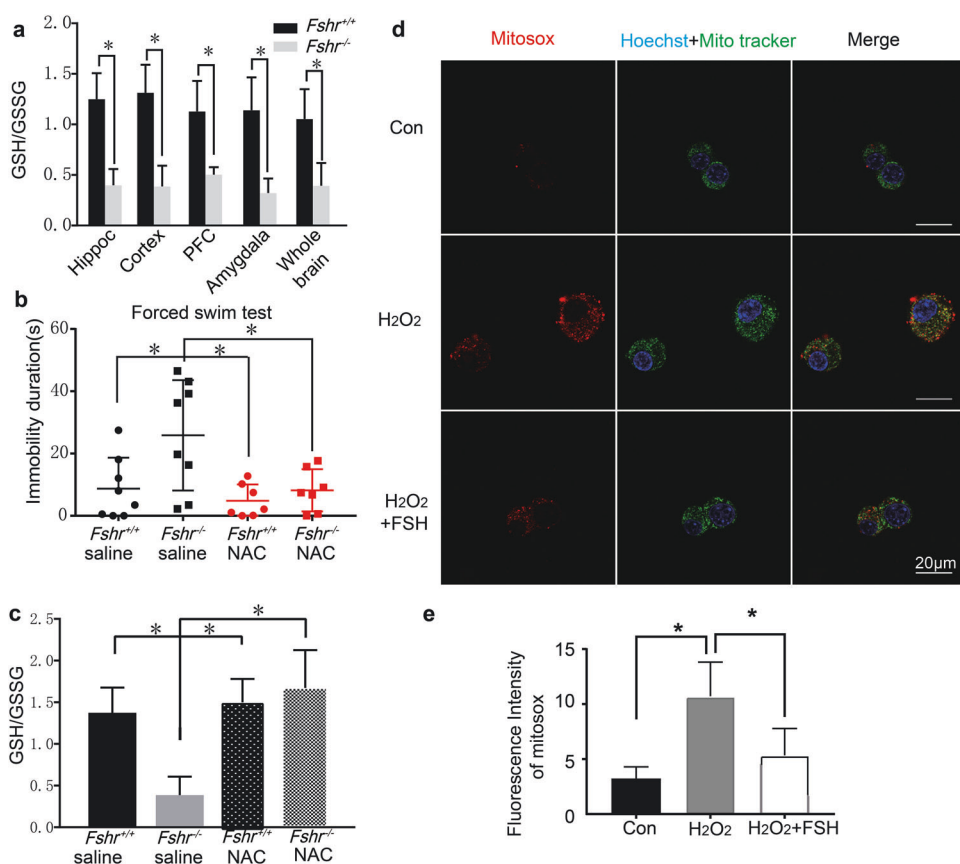 a
2.0
1.5
1.0
0.5
0.0
GSH/GSSG
Fshr+/+
Fshr-/-
*
*
*
*
*
Hippoc
Cortex
PFC
Amygdala
Whole
brain
b
Forced swim test
60
40
20
0
Immobility duration(s)
*
*
*
Fshr+/+
saline
Fshr-/-
saline
Fshr+/+
NAC
Fshr-/-
NAC
c
2.5
2.0
1.5
1.0
0.5
0.0
GSH/GSSG
*
*
*
Fshr+/+
saline
Fshr-/-
saline
Fshr+/+
NAC
Fshr-/-
NAC
d
Mitosox
Hoechst+Mito tracker
Merge
Con
H2O2
H2O2
+FSH
20μm
e
15
10
5
0
Fluorescence Intensity
of mitosox
*
*
Con
H2O2
H2O2+FSH